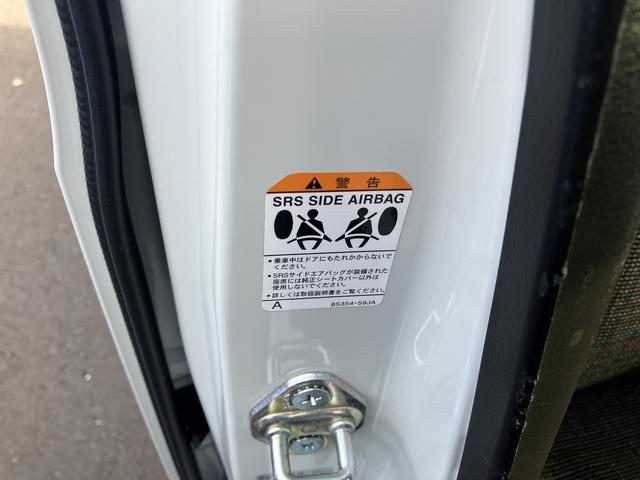 警告
SRS SIDE AIRBAG
・乗車中はドアにもたれかからないで
ください。
・SRSサイドエアバッグが装備された
座席には純正シートカバー以外は
使用しないでください。
・詳しくは取扱説明書をご覧ください。
A 85354-59JA